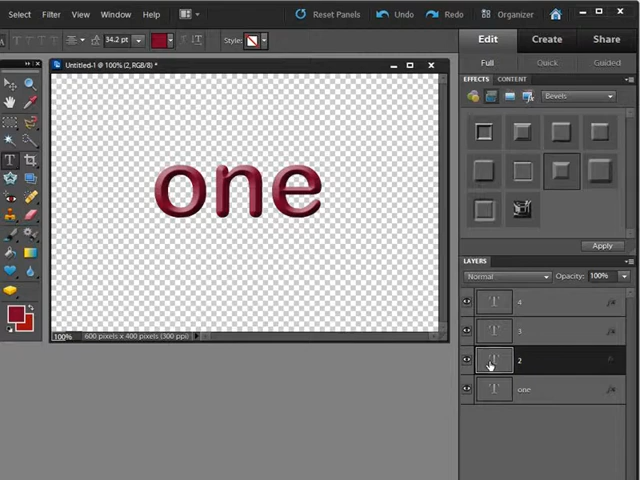 Select Filter View Window Help Reset Panels Undo Redo Organizer
34.2 pt Style:
Edit Create Share
Full Quick Guided
Untitled-1 @ 100% (2, RGB/8) *
EFFECTS CONTENT
Bevels
one
Apply
LAYERS
Normal Opacity: 100%
4
3
2
one
100% 600 pixels x 400 pixels (300 ppi)